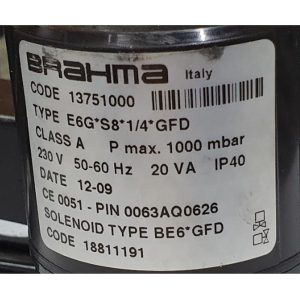 BRAHMA Italy
CODE 13751000
TYPE E6G*S8*1/4*GFD
CLASS A P max. 1000 mbar
230 V 50-60 Hz 20 VA IP40
DATE 12-09
CE 0051 - PIN 0063AQ0626
SOLENOID TYPE BE6*GFD
CODE 18811191